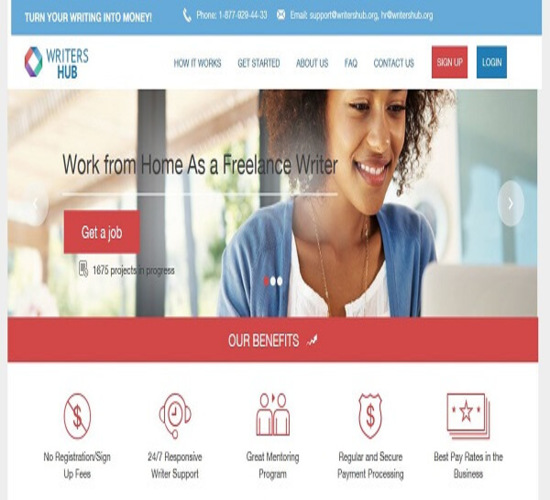 TURN YOUR WRITING INTO MONEY! Phone: 1-877-929-44-33 Email: support@writershub.org, hr@writershub.org
WRITERS
HUB
HOW IT WORKS GET STARTED ABOUT US FAQ CONTACT US SIGN UP LOGIN
Work from Home As a Freelance Writer
Get a job
1675 projects in progress
OUR BENEFITS
No Registration/Sign
Up Fees
24/7 Responsive
Writer Support
Great Mentoring
Program
Regular and Secure
Payment Processing
Best Pay Rates in the
Business